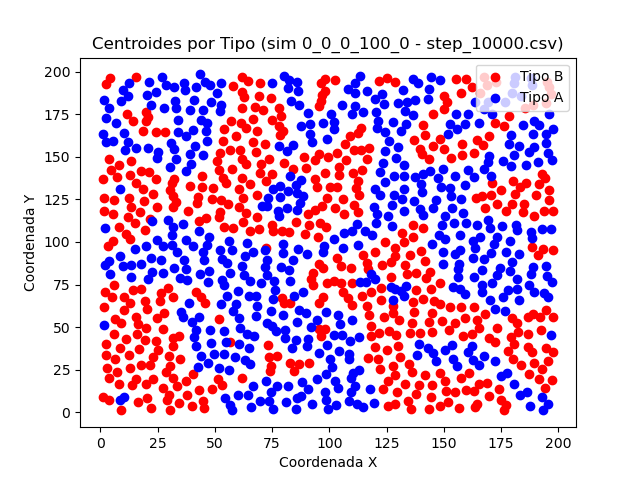 Centroides por Tipo (sim 0_0_0_100_0 - step_10000.csv)
Tipo B
Tipo A
200
175
150
125
100
75
50
25
0
Coordenada Y
0 25 50 75 100 125 150 175 200
Coordenada X